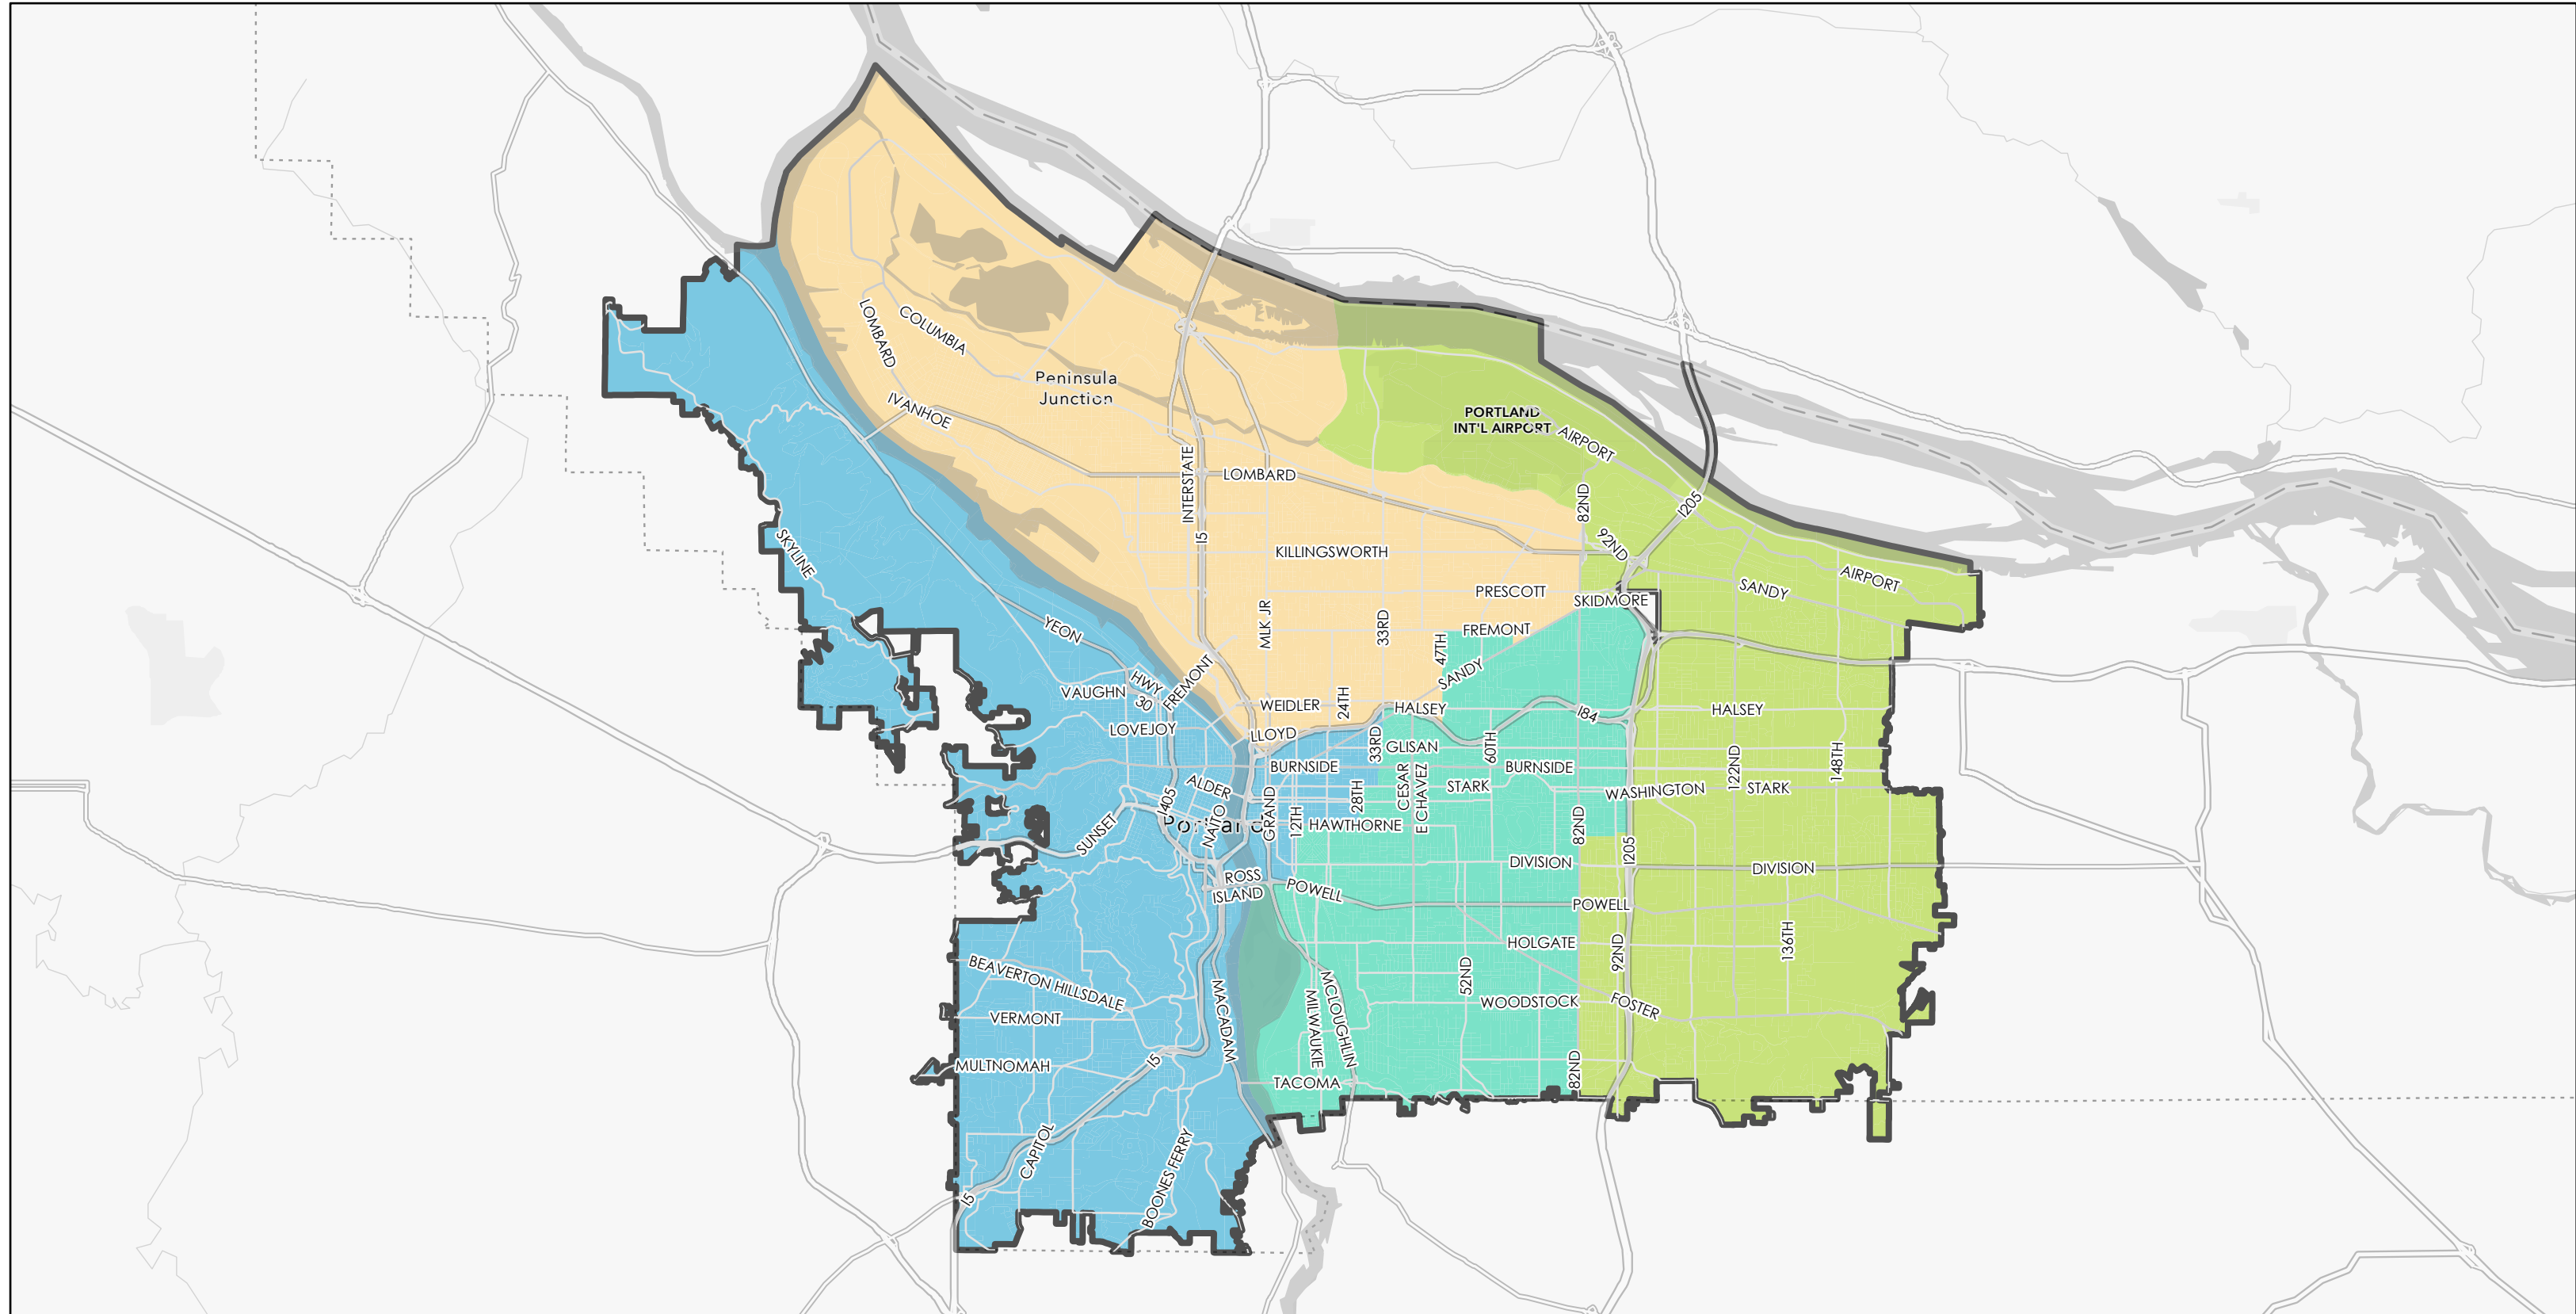 LOMBARD
COLUMBIA
Peninsula
Junction
IVANHOE
PORTLAND
INT'L AIRPORT
AIRPORT
INTERSTATE
LOMBARD
82ND
I205
SKYLINE
I5
KILLINGSWORTH
92ND
PRESCOTT
SKIDMORE
SANDY
AIRPORT
YEON
MLK JR
33RD
47TH
FREMONT
HWY
30
FREMONT
SANDY
VAUGHN
WEIDLER
24TH
HALSEY
I84
HALSEY
LOVEJOY
LLOYD
33RD
GLISAN
60TH
122ND
148TH
BURNSIDE
BURNSIDE
ALDER
I405
CESAR
E CHAVEZ
STARK
WASHINGTON
STARK
28TH
SUNSET
Portland
NAITO
GRAND
12TH
HAWTHORNE
82ND
I205
DIVISION
DIVISION
ROSS
ISLAND
POWELL
POWELL
HOLGATE
92ND
136TH
BEAVERTON HILLSDALE
52ND
MACADAM
MILWAUKIE
MCLOUGHLIN
WOODSTOCK
FOSTER
VERMONT
MULTNOMAH
I5
TACOMA
82ND
CAPITOL
BOONES FERRY
I5